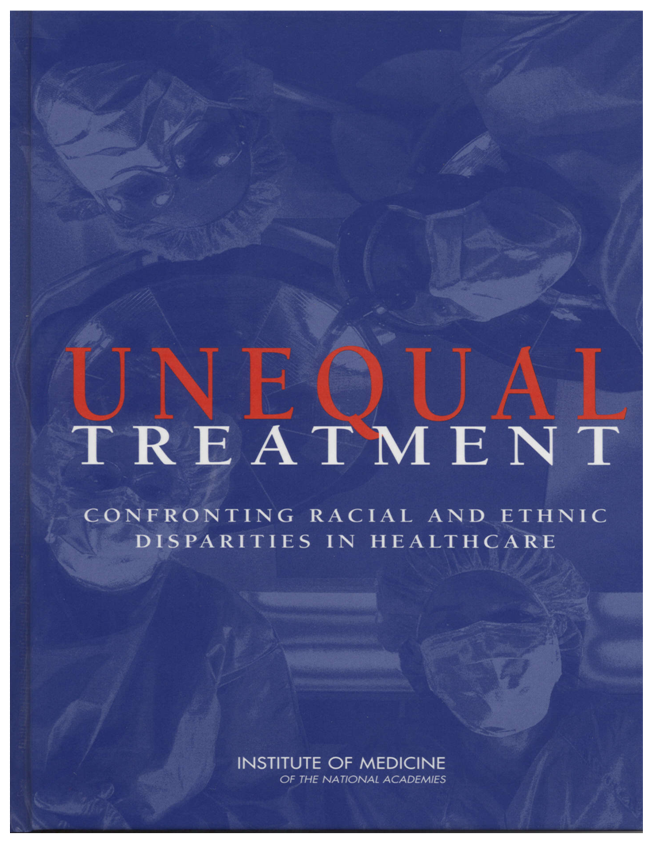 UNEQUAL
TREATMENT
CONFRONTING RACIAL AND ETHNIC
DISPARITIES IN HEALTHCARE
INSTITUTE OF MEDICINE
OF THE NATIONAL ACADEMIES